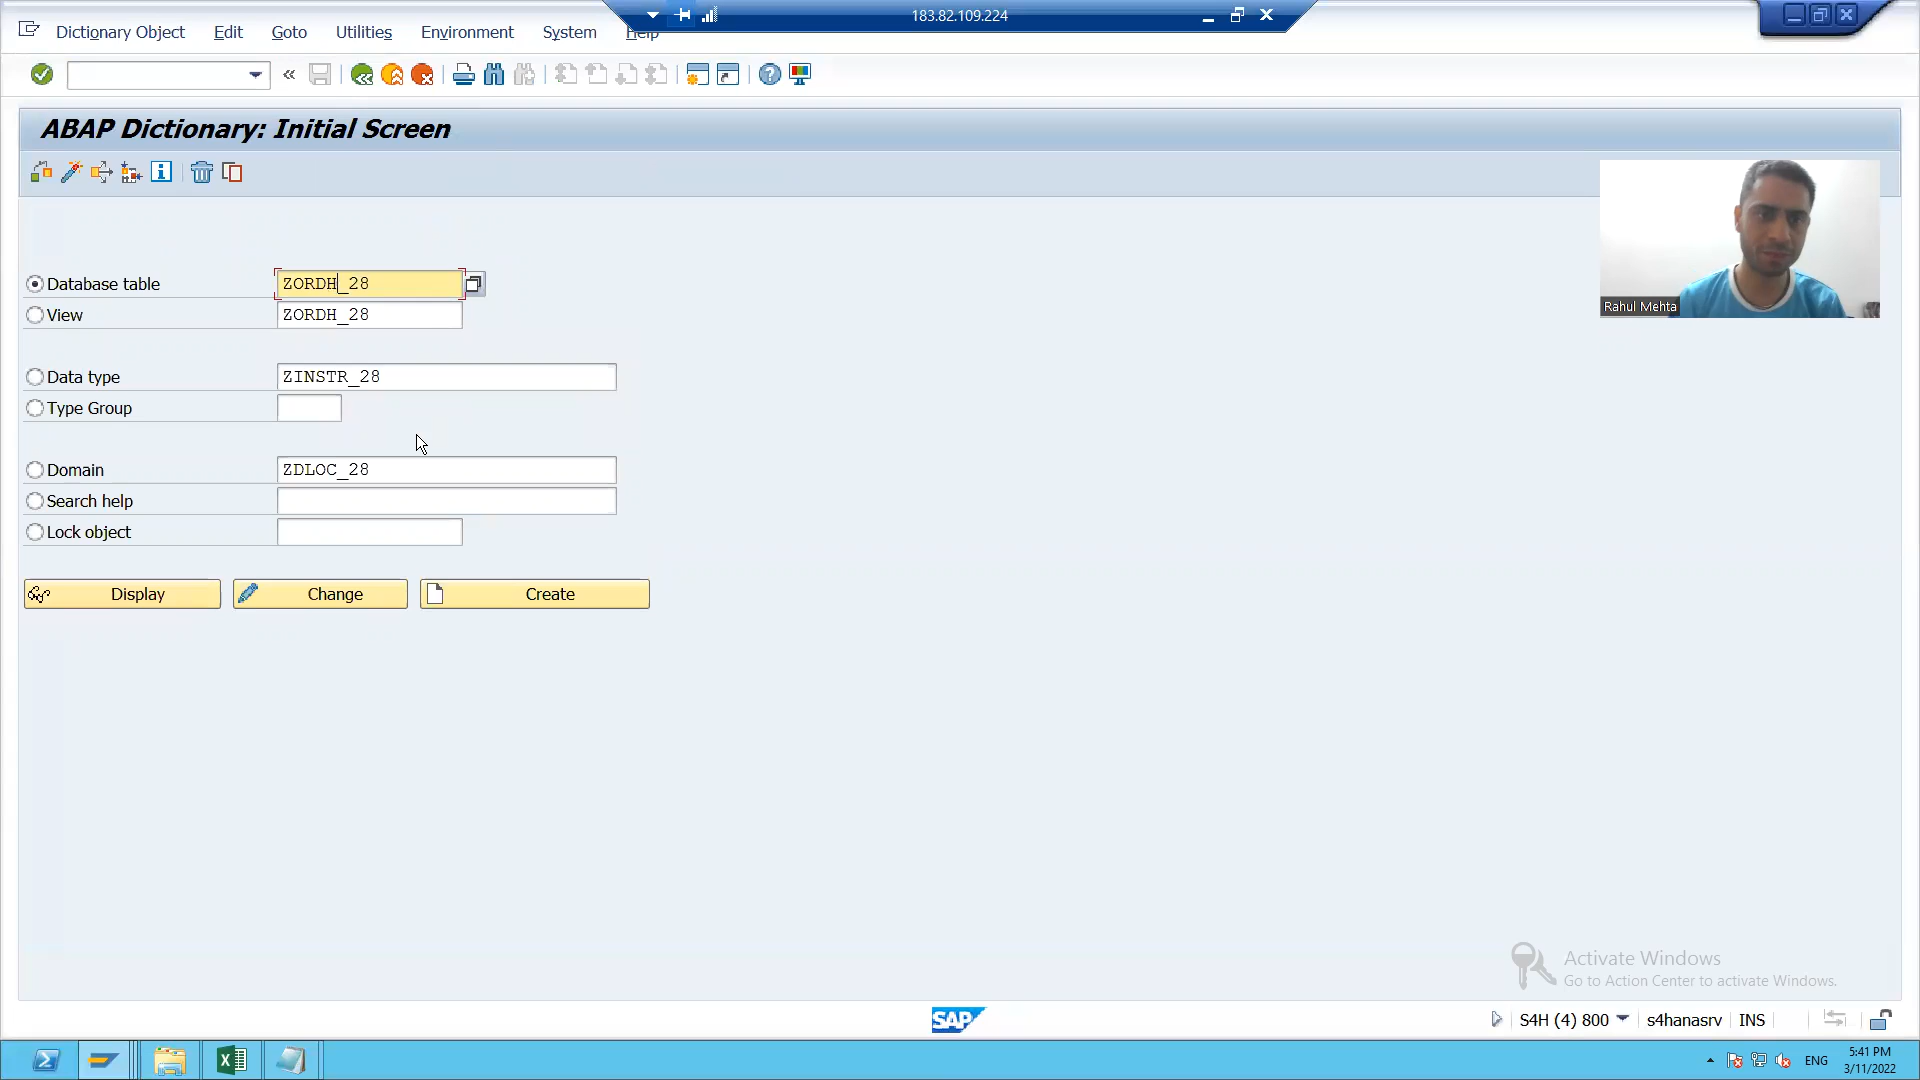 183.82.109.224
Dictionary Object Edit Goto Utilities Environment System Help
ABAP Dictionary: Initial Screen
Rahul Mehta
Database table ZORDH_28
View ZORDH_28
Data type ZINSTR_28
Type Group
Domain ZDLOC_28
Search help
Lock object
Display Change Create
Activate Windows
Go to Action Center to activate Windows.
SAP
S4H (4) 800 s4hanasrv INS
ENG
5:41 PM
3/11/2022